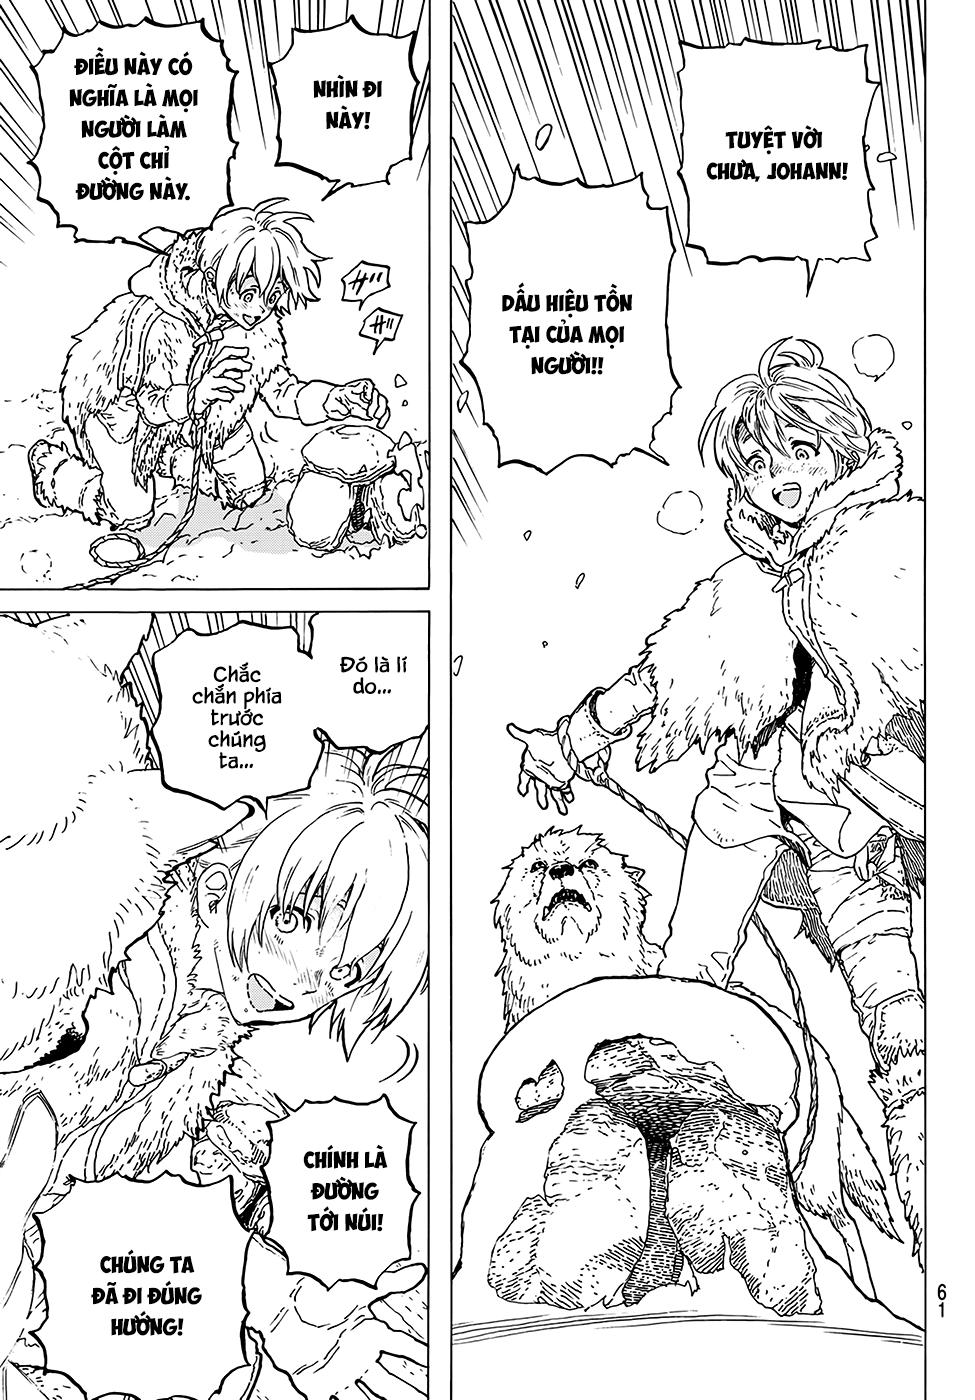 TUYỆT VỜI
CHƯA, JOHANN!
DẤU HIỆU TỒN
TẠI CỦA MỌI
NGƯỜI!!
NHÌN ĐI
NÀY!
ĐIỀU NÀY CÓ
NGHĨA LÀ MỌI
NGƯỜI LÀM
CỘT CHỈ
ĐƯỜNG NÀY.
Đó là lí
do...
Chắc
chắn phía
trước
chúng
ta...
CHÍNH LÀ
ĐƯỜNG
TỚI NÚI!
CHÚNG TA
ĐÃ ĐI ĐÚNG
HƯỚNG!
61